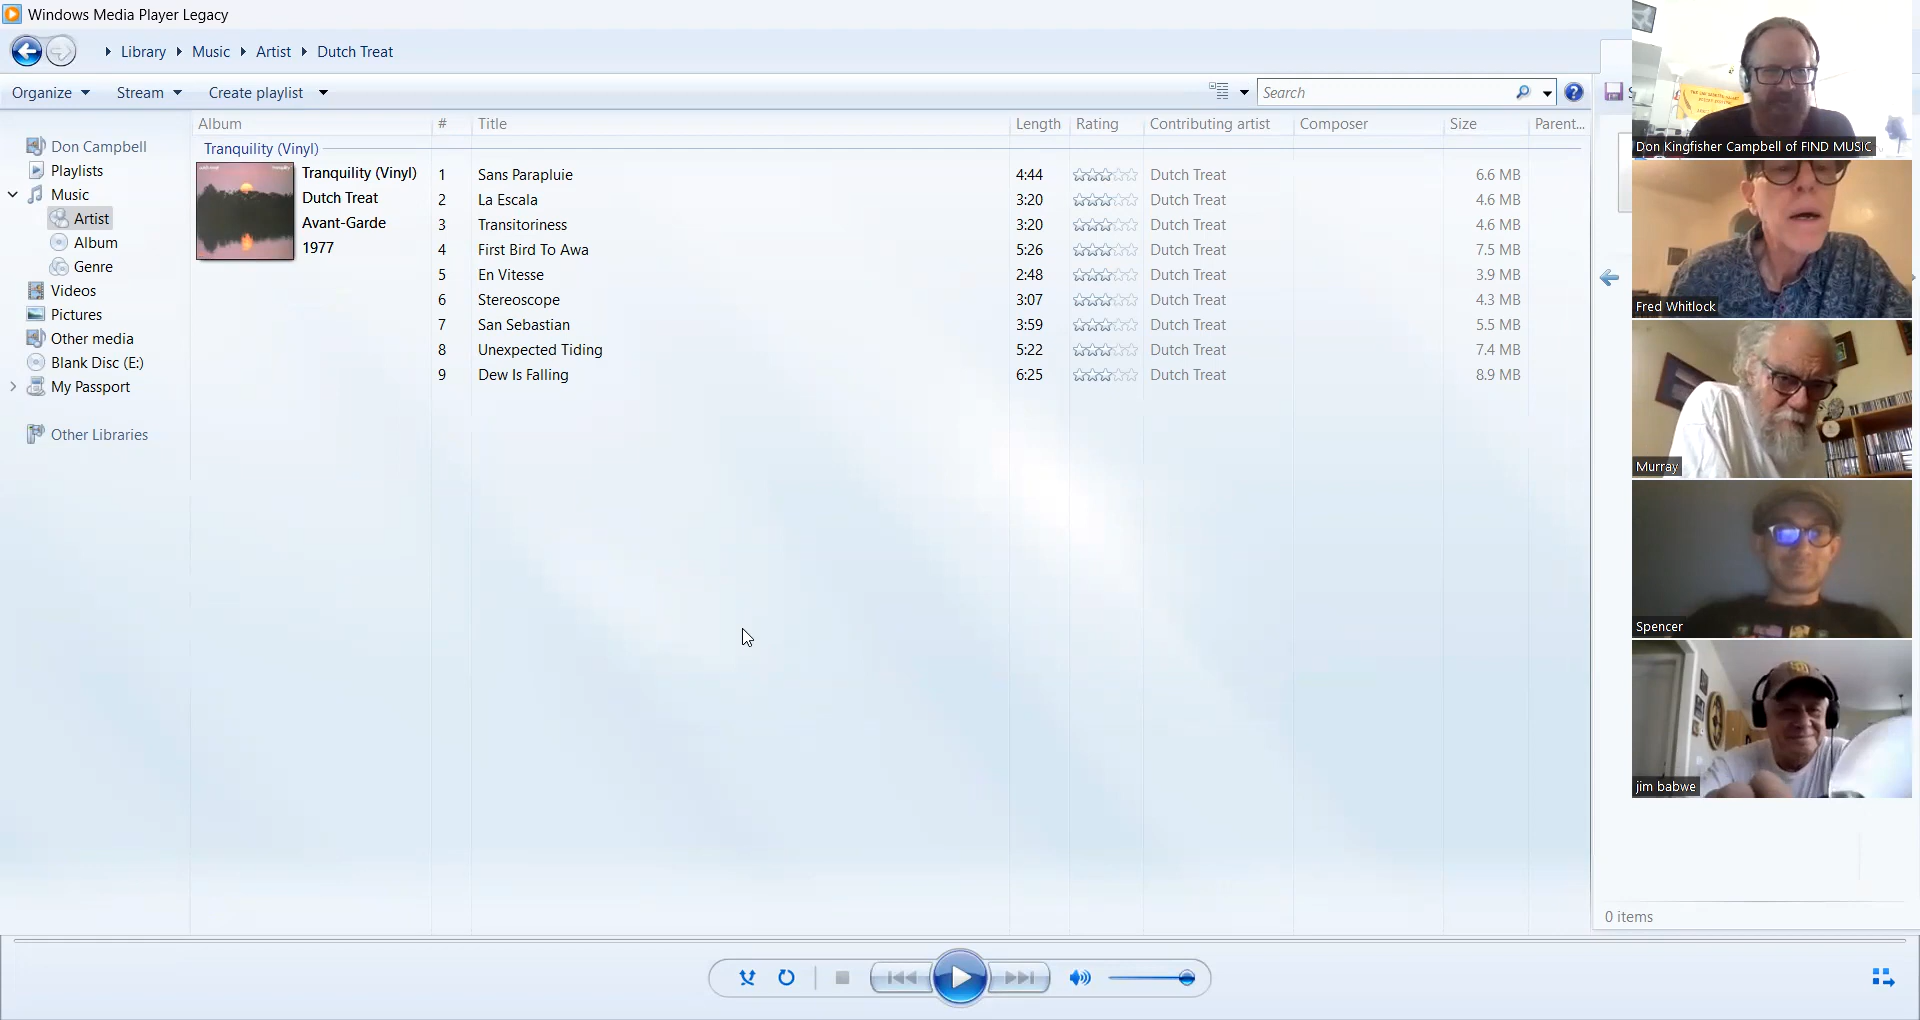 Windows Media Player Legacy
Library Music Artist Dutch Treat
Organize Stream Create playlist Search
Album # Title Length Rating Contributing artist Composer Size Parent...
Tranquility (Vinyl)
Tranquility (Vinyl)
Dutch Treat
Avant-Garde
1977
1 Sans Parapluie 4:44 Dutch Treat 6.6 MB
2 La Escala 3:20 Dutch Treat 4.6 MB
3 Transitoriness 3:20 Dutch Treat 4.6 MB
4 First Bird To Awa 5:26 Dutch Treat 7.5 MB
5 En Vitesse 2:48 Dutch Treat 3.9 MB
6 Stereoscope 3:07 Dutch Treat 4.3 MB
7 San Sebastian 3:59 Dutch Treat 5.5 MB
8 Unexpected Tiding 5:22 Dutch Treat 7.4 MB
9 Dew Is Falling 6:25 Dutch Treat 8.9 MB
Don Campbell
Playlists
Music
Artist
Album
Genre
Videos
Pictures
Other media
Blank Disc (E:)
My Passport
Other Libraries
Don Kingfisher Campbell of FIND MUSIC
Fred Whitlock
Murray
Spencer
jim babwe
0 items